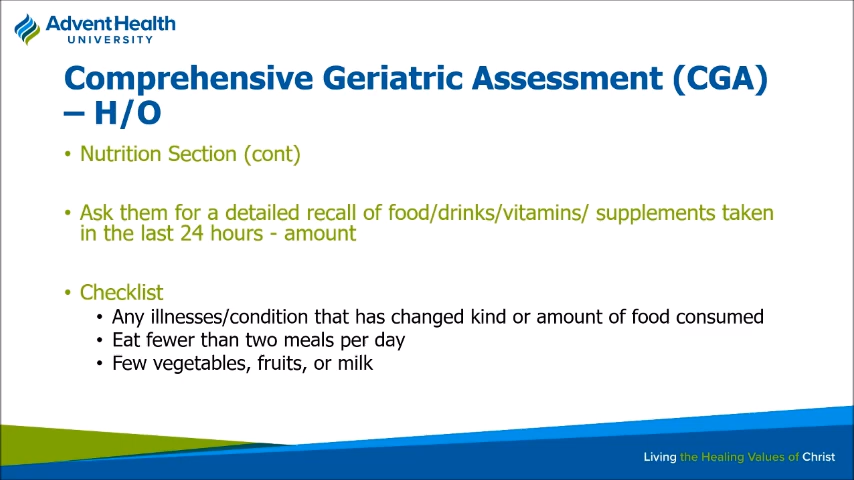 AdventHealth
UNIVERSITY
Comprehensive Geriatric Assessment (CGA)
– H/O
• Nutrition Section (cont)
• Ask them for a detailed recall of food/drinks/vitamins/ supplements taken
in the last 24 hours - amount
• Checklist
• Any illnesses/condition that has changed kind or amount of food consumed
• Eat fewer than two meals per day
• Few vegetables, fruits, or milk
Living the Healing Values of Christ